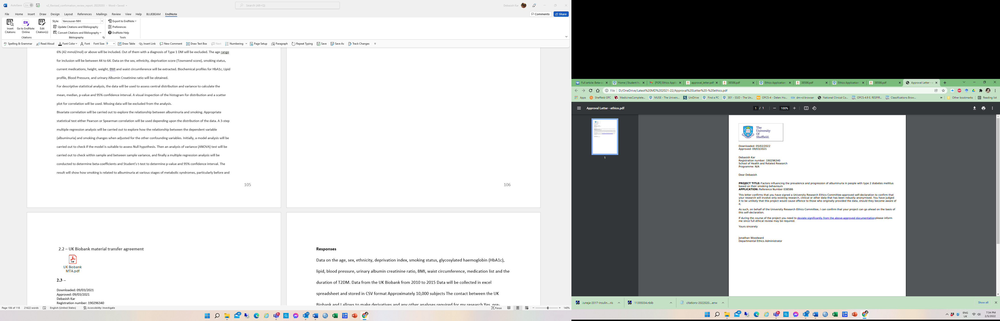 AutoSave On v2_Revised_confirmation_review_report. 20220203 - Word • Saved
Search (Alt+Q)
Debasish Kar
File Home Insert Draw Design Layout References Mailings Review View Help BLUEBEAM EndNote
Comments Share
Insert Citations
Go to EndNote Online
Edit Citation(s)
Citations
Style: Vancouver-NIH
Update Citations and Bibliography
Convert Citations and Bibliography
Bibliography
Export to EndNote
Preferences
EndNote Help
Tools
Spelling & Grammar Read Aloud Font Color Font Font Size: 9 Draw Table Insert Link New Comment Draw Text Box Next Numbering Page Setup Paragraph Repeat Typing Save Save As Track Changes
6% (42 mmol/mol) or above will be included. Out of them with a diagnosis of Type 1 DM will be excluded. The age range
for inclusion will be between 44 to 64. Data on the sex, ethnicity, deprivation score (Townsend score), smoking status,
current medications, height, weight, BMI and waist circumference will be extracted. Biochemical profiles for HbA1c, Lipid
profile, Blood Pressure, and urinary Albumin Creatinine ratio will be obtained.
For descriptive statistical analysis, the data will be used to assess central distribution and variance to calculate the
mean, median, p-value and 95% confidence interval. A visual inspection of the histogram for distribution and a scatter
plot for correlation will be used. Missing data will be excluded from the analysis.
Bivariate correlation will be carried out to explore the relationship between albuminuria and smoking. Appropriate
statistical test either Pearson or Spearman correlation will be used depending upon the distribution of the data. A 3-step
multiple regression analysis will be carried out to explore how the relationship between the dependent variable
(albuminuria) and smoking changes when adjusted for the other confounding variables. Initially, a model analysis will be
carried out to check if the model is suitable to assess Null hypothesis. Then an analysis of variance (ANOVA) test will be
carried out to check within sample and between sample variance, and finally a multiple regression analysis will be
conducted to determine beta-coefficients and Student's t-test to determine p-value and 95% confidence interval. The
result will show how smoking is related to albuminuria at various stages of metabolic syndromes, particularly before and
105
106
2.2 – UK Biobank material transfer agreement
PDF
UK Biobank
MTA.pdf
2.3 –
Downloaded: 09/03/2021
Approved: 09/03/2021
Debasish Kar
Registration number: 190296340
Responses
Data on the age, sex, ethnicity, deprivation index, smoking status, glycosylated haemoglobin (HbA1c),
lipid, blood pressure, urinary albumin creatinine ratio, BMI, waist circumference, medication list and the
duration of T2DM. Data from the UK Biobank from 2010 to 2015 Data will be collected in excel
spreadsheet and stored in CSV format Approximately 10,000 subjects The contact between the UK
Biobank and I allows to make derivatives and any other analyses required for my research Yes, pre-
Page 106 of 118 21622 words English (United States) Accessibility: Investigate
Focus 140%
Full article: Beta-ce Home | Student hu [PGR] Ethics Applic approval_letter.pdf 38586.pdf Ethics Application 38586.pdf Ethics Application 38586.pdf Approval Letter - e
File D:/OneDrive/Latest%20MD%202021-22/Approval%20Letter%20-%20ethics.pdf
Apps Sheffield GPC MedicinesComplete... MUSE - The Univers... UniDrive Find a PC 301 - SSiD - The Un... OPCS-4 - Delen: Ho... dm+d browser National Clinical Co... OPCS-4.9 E. RESPIR... Classifications Brow... » Other bookmarks Reading list
Approval Letter - ethics.pdf 1 / 1 100%
1
The
University
Of
Sheffield.
Downloaded: 05/02/2022
Approved: 09/03/2021
Debasish Kar
Registration number: 190296340
School of Health and Related Research
Programme: N/A
Dear Debasish
PROJECT TITLE: Factors influencing the prevalence and progression of albuminuria in people with type 2 diabetes mellitus
based on their smoking behaviours
APPLICATION: Reference Number 038586
This letter confirms that you have signed a University Research Ethics Committee-approved self-declaration to confirm that
your research will involve only existing research, clinical or other data that has been robustly anonymised. You have judged
it to be unlikely that this project would cause offence to those who originally provided the data, should they become aware of
it.
As such, on behalf of the University Research Ethics Committee, I can confirm that your project can go ahead on the basis of
this self-declaration.
If during the course of the project you need to deviate significantly from the above-approved documentation please inform
me since full ethical review may be required.
Yours sincerely
Jonathan Woodward
Departmental Ethics Administrator
Juneja-2017-Insulin....ris 11395034.nbib citations-2022020....enw Show all
ENG
UK
7:34 PM
2/5/2022